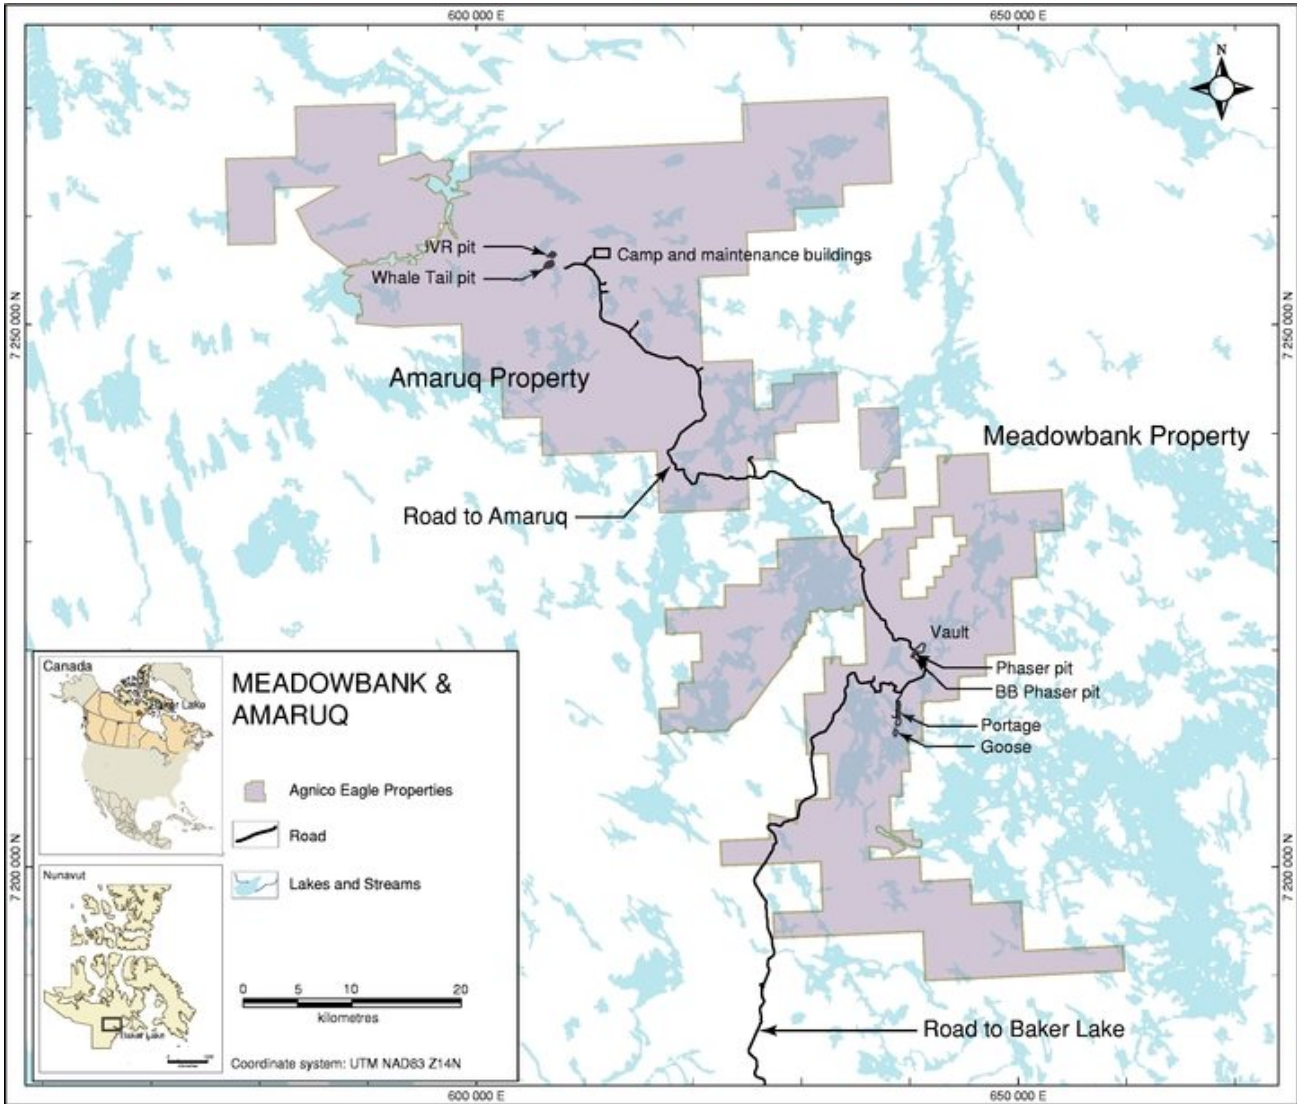 600 000 E
650 000 E
N
7 250 000 N
7 250 000 N
IVR pit
Camp and maintenance buildings
Whale Tail pit
Amaruq Property
Meadowbank Property
Road to Amaruq
Vault
Phaser pit
BB Phaser pit
Portage
Goose
Canada
Baker Lake
MEADOWBANK &
AMARUQ
Agnico Eagle Properties
Road
Lakes and Streams
7 200 000 N
7 200 000 N
Nunavut
Baker Lake
0 5 10 20
kilometres
Coordinate system: UTM NAD83 Z14N
Road to Baker Lake
600 000 E
650 000 E